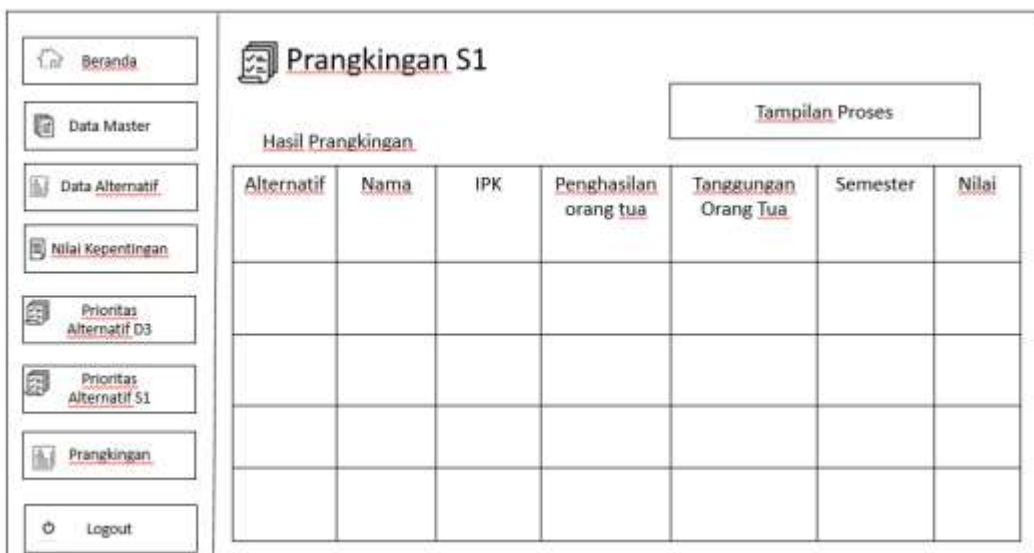 Beranda
Data Master
Data Alternatif
Nilai Kepentingan
Prioritas
Alternatif D3
Prioritas
Alternatif S1
Prangkingan
Logout
Prangkingan S1
Tampilan Proses
Hasil Prangkingan
Alternatif Nama IPK Penghasilan Tanggungan Semester Nilai
orang tua Orang Tua